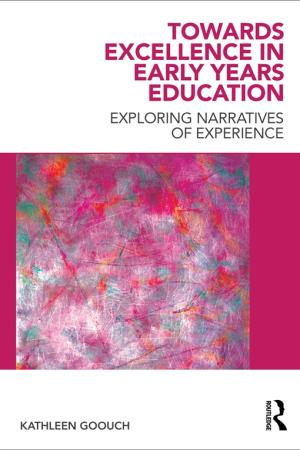 TOWARDS
EXCELLENCE IN
EARLY YEARS
EDUCATION
EXPLORING NARRATIVES
OF EXPERIENCE
KATHLEEN GOOUCH
ROUTLEDGE